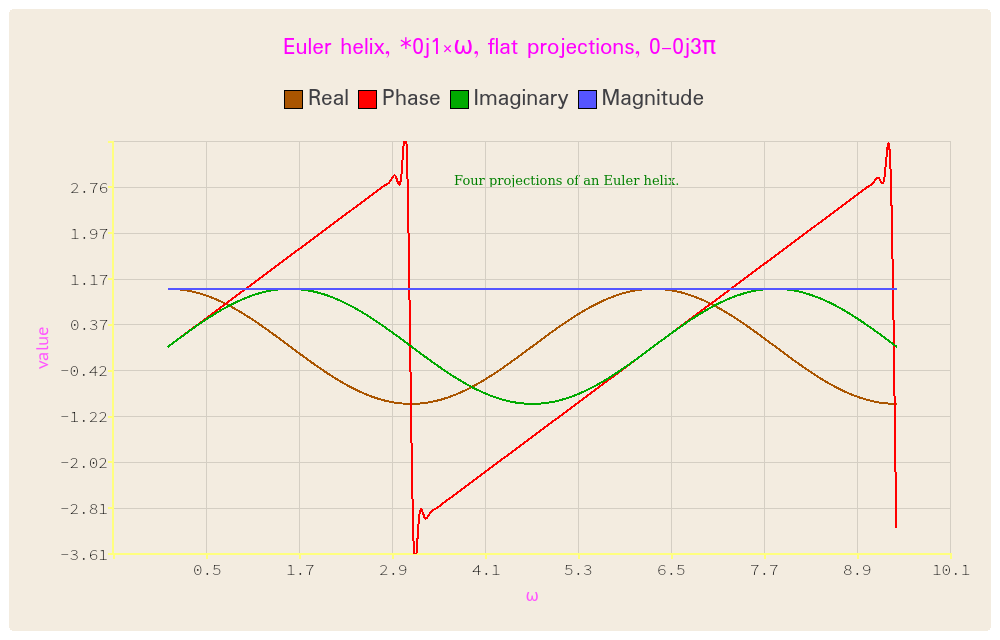 Euler helix, *0j1×ω, flat projections, 0–0j3π
Real Phase Imaginary Magnitude
Four projections of an Euler helix.
2.76
1.97
1.17
0.37
−0.42
−1.22
−2.02
−2.81
−3.61
value
0.5 1.7 2.9 4.1 5.3 6.5 7.7 8.9 10.1
ω